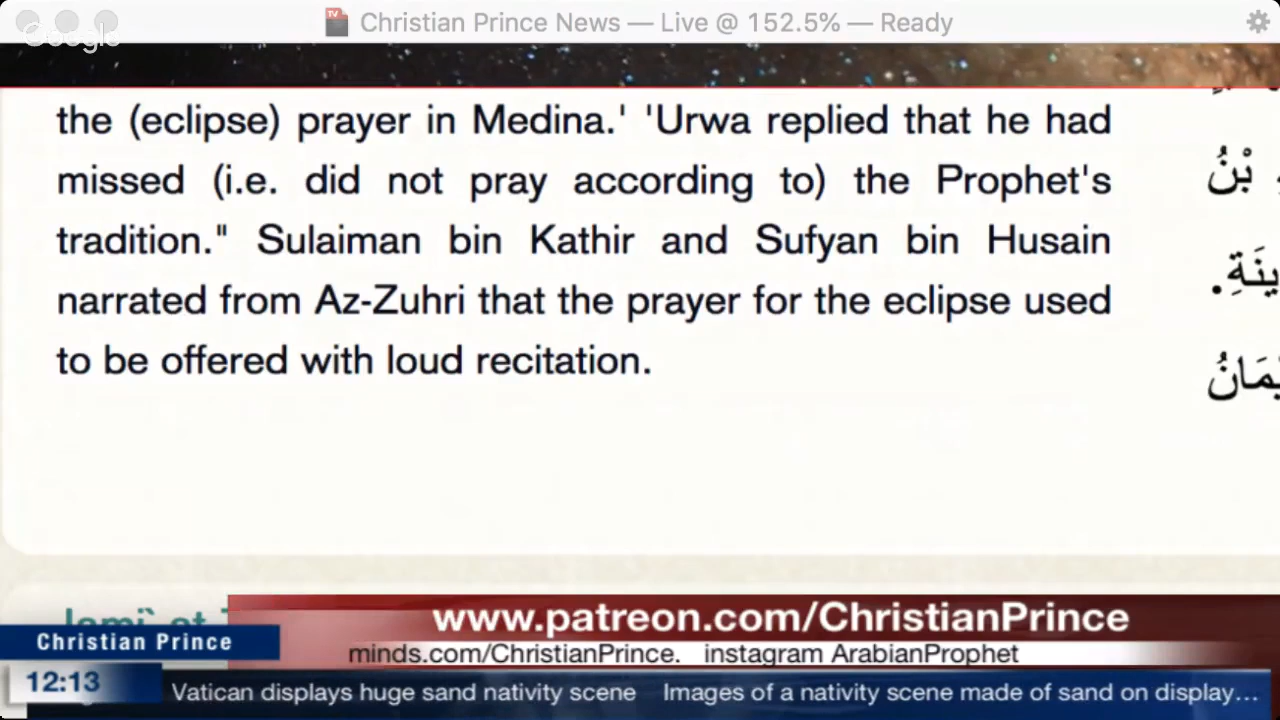 Christian Prince News — Live @ 152.5% — Ready
Google
the (eclipse) prayer in Medina.' 'Urwa replied that he had
missed (i.e. did not pray according to) the Prophet's
tradition." Sulaiman bin Kathir and Sufyan bin Husain
narrated from Az-Zuhri that the prayer for the eclipse used
to be offered with loud recitation.
بْنُ
www.patreon.com/ChristianPrince
Christian Prince
minds.com/ChristianPrince. instagram ArabianProphet
12:13
Vatican displays huge sand nativity scene Images of a nativity scene made of sand on display…